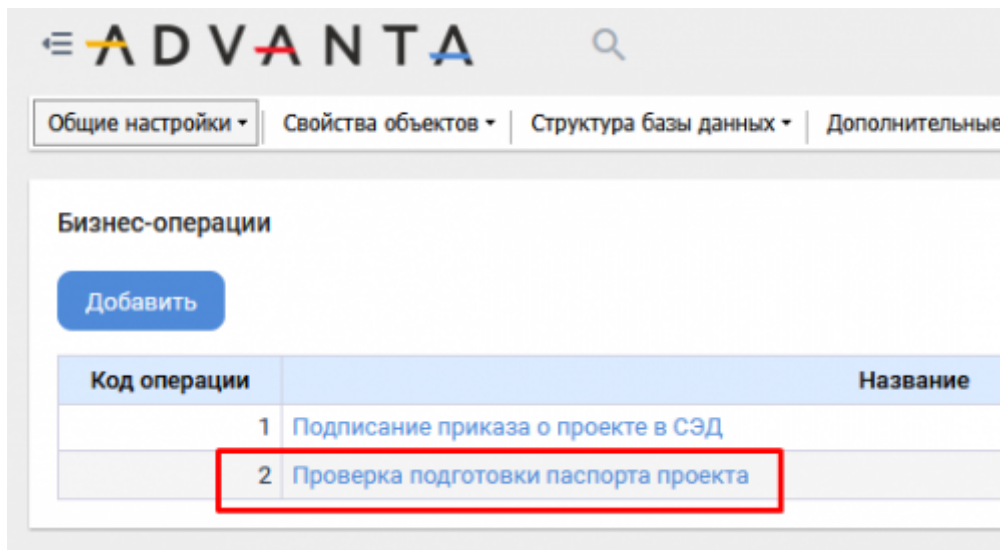 ADVANTA
Общие настройки Свойства объектов Структура базы данных Дополнительные
Бизнес-операции
Добавить
Код операции Название
1 Подписание приказа о проекте в СЭД
2 Проверка подготовки паспорта проекта